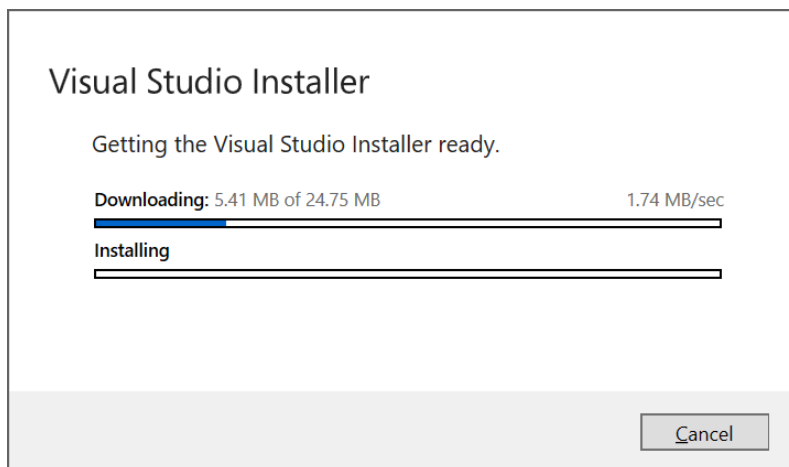 Visual Studio Installer
Getting the Visual Studio Installer ready.
Downloading: 5.41 MB of 24.75 MB 1.74 MB/sec
Installing
Cancel